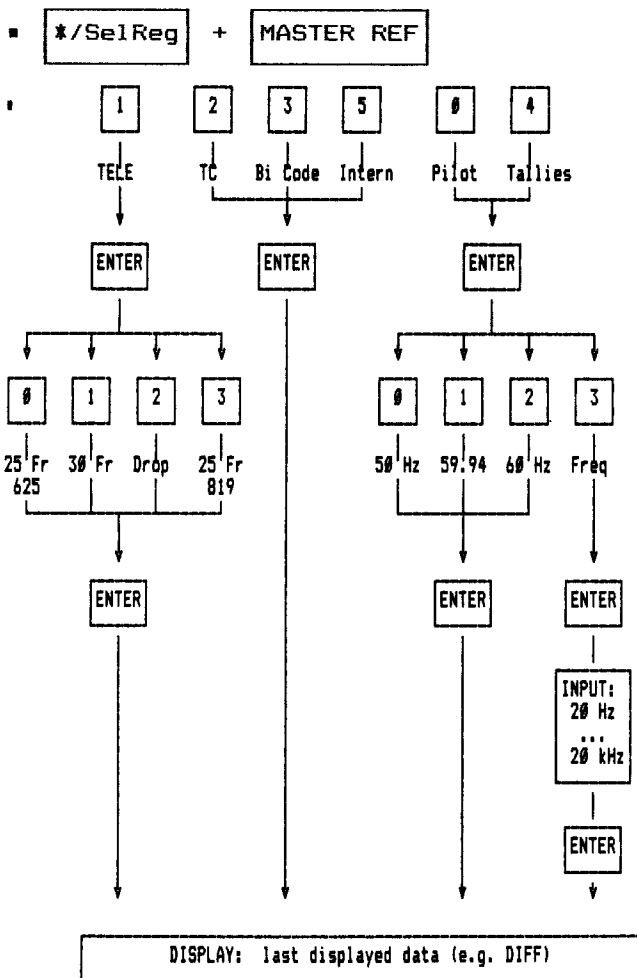 */SelReg + MASTER REF
1 2 3 5 0 4
TELE TC Bi Code Intern Pilot Tallies
ENTER ENTER ENTER
0 1 2 3 0 1 2 3
25 Fr 30 Fr Drop 25 Fr 50 Hz 59.94 60 Hz Freq
625 819
ENTER ENTER ENTER
INPUT:
20 Hz
...
20 kHz
ENTER
DISPLAY: last displayed data (e.g. DIFF)